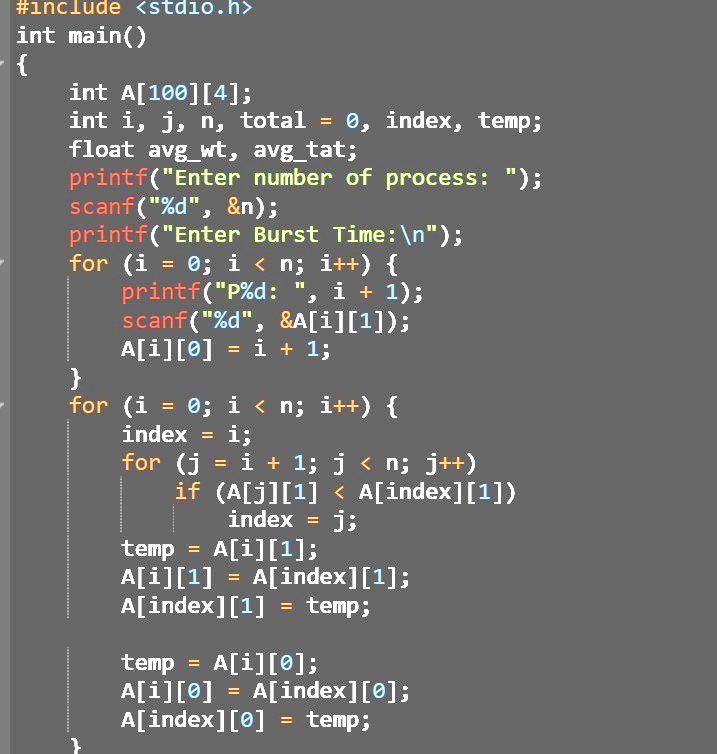 #include <stdio.h>
int main()
{
    int A[100][4];
    int i, j, n, total = 0, index, temp;
    float avg_wt, avg_tat;
    printf("Enter number of process: ");
    scanf("%d", &n);
    printf("Enter Burst Time:\n");
    for (i = 0; i < n; i++) {
        printf("P%d: ", i + 1);
        scanf("%d", &A[i][1]);
        A[i][0] = i + 1;
    }
    for (i = 0; i < n; i++) {
        index = i;
        for (j = i + 1; j < n; j++)
            if (A[j][1] < A[index][1])
                index = j;
        temp = A[i][1];
        A[i][1] = A[index][1];
        A[index][1] = temp;

        temp = A[i][0];
        A[i][0] = A[index][0];
        A[index][0] = temp;
    }